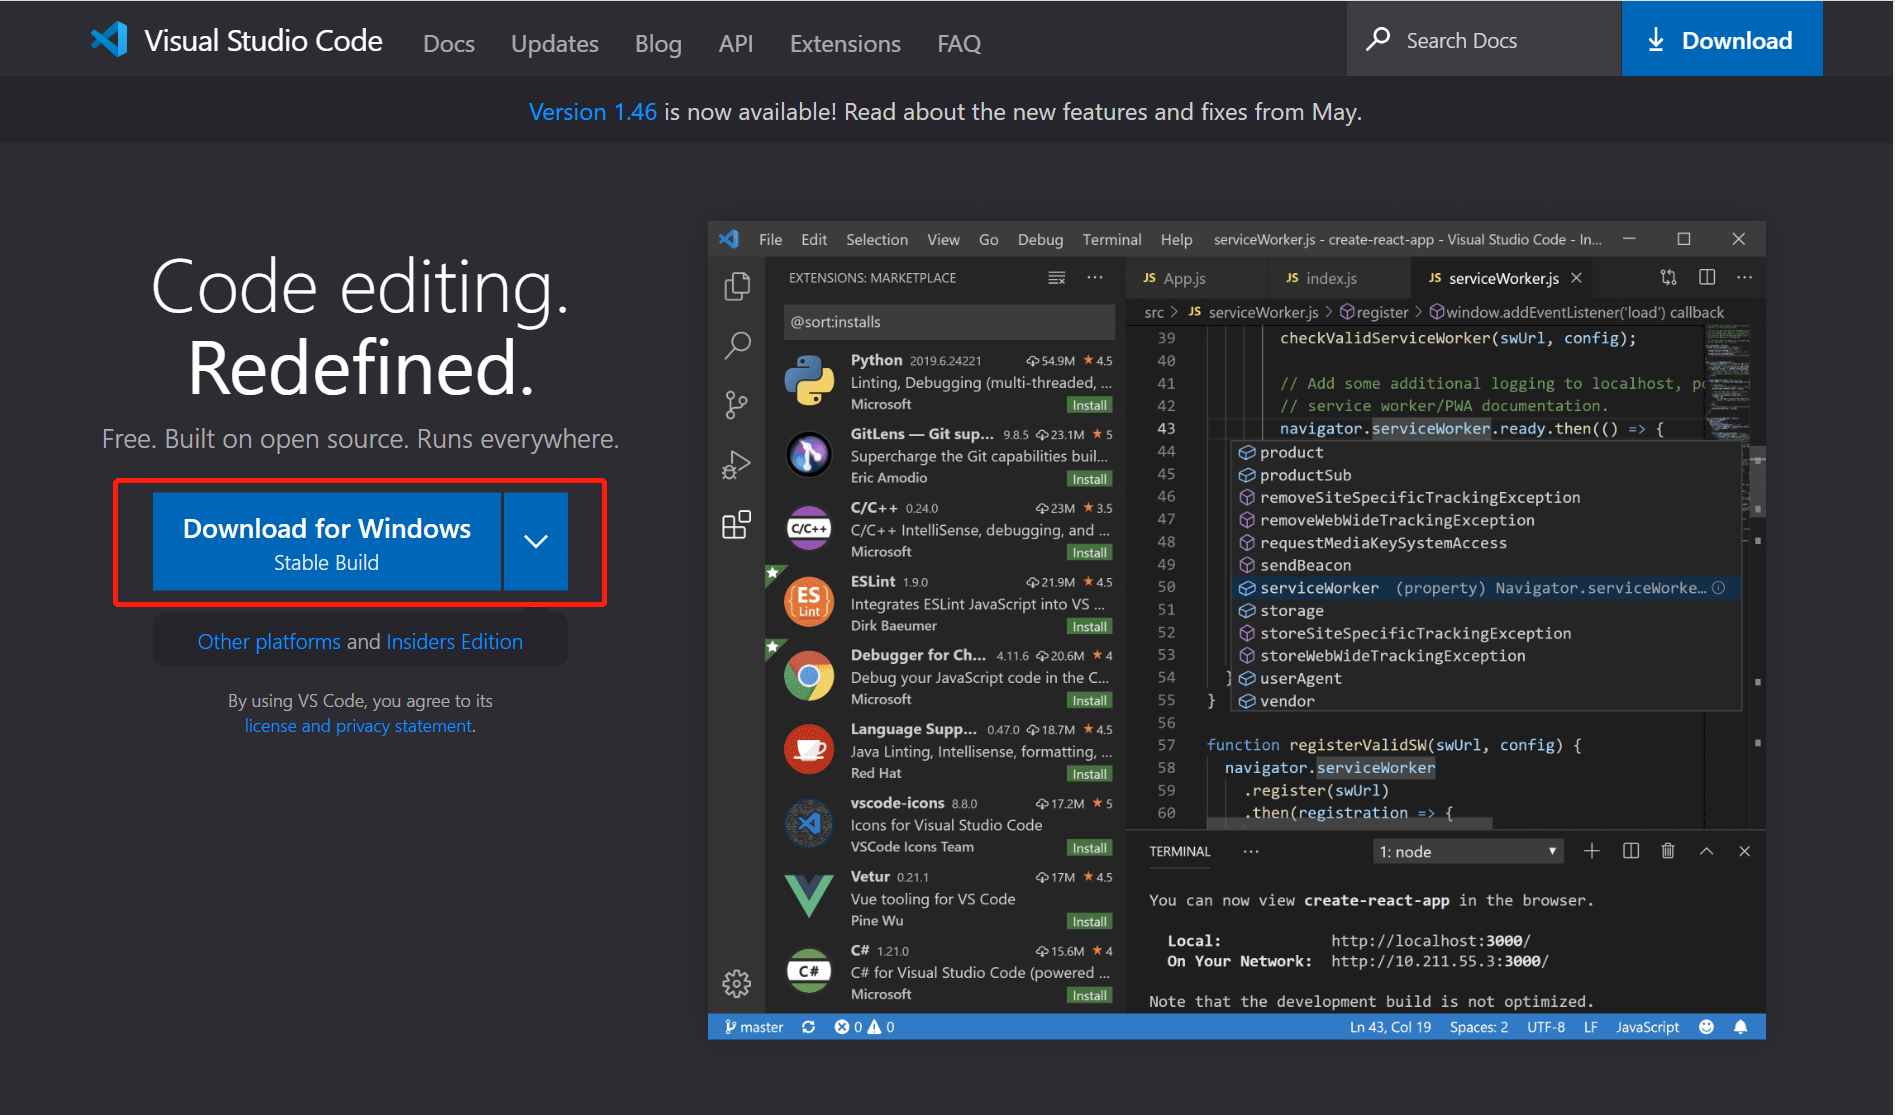 Visual Studio Code Docs Updates Blog API Extensions FAQ Search Docs Download
Version 1.46 is now available! Read about the new features and fixes from May.
Code editing.
Redefined.
Free. Built on open source. Runs everywhere.
Download for Windows
Stable Build
Other platforms and Insiders Edition
By using VS Code, you agree to its
license and privacy statement.
File Edit Selection View Go Debug Terminal Help serviceWorker.js - create-react-app - Visual Studio Code - In...
EXTENSIONS: MARKETPLACE
@sort:installs
Python 2019.6.24221 54.9M 4.5
Linting, Debugging (multi-threaded, ...
Microsoft Install
GitLens — Git sup... 9.8.5 23.1M 5
Supercharge the Git capabilities buil...
Eric Amodio Install
C/C++
C/C++ 0.24.0 23M 3.5
C/C++ IntelliSense, debugging, and ...
Microsoft Install
ES
Lint
ESLint 1.9.0 21.9M 4.5
Integrates ESLint JavaScript into VS ...
Dirk Baeumer Install
Debugger for Ch... 4.11.6 20.6M 4
Debug your JavaScript code in the C...
Microsoft Install
Language Supp... 0.47.0 18.7M 4.5
Java Linting, Intellisense, formatting, ...
Red Hat Install
vscode-icons 8.8.0 17.2M 5
Icons for Visual Studio Code
VSCode Icons Team Install
Vetur 0.21.1 17M 4.5
Vue tooling for VS Code
Pine Wu Install
C#
C# 1.21.0 15.6M 4
C# for Visual Studio Code (powered ...
Microsoft Install
JS App.js JS index.js JS serviceWorker.js
src > JS serviceWorker.js > register > window.addEventListener('load') callback
39 checkValidServiceWorker(swUrl, config);
40
41 // Add some additional logging to localhost, p
42 // service worker/PWA documentation.
43 navigator.serviceWorker.ready.then(() => {
44 product
45 productSub
46 removeSiteSpecificTrackingException
47 removeWebWideTrackingException
48 requestMediaKeySystemAccess
49 sendBeacon
50 serviceWorker (property) Navigator.serviceWorke...
51 storage
52 storeSiteSpecificTrackingException
53 storeWebWideTrackingException
54 } userAgent
55 } vendor
56
57 function registerValidSW(swUrl, config) {
58 navigator.serviceWorker
59 .register(swUrl)
60 .then(registration => {
TERMINAL ... 1: node
You can now view create-react-app in the browser.
Local: http://localhost:3000/
On Your Network: http://10.211.55.3:3000/
Note that the development build is not optimized.
master 0 0 Ln 43, Col 19 Spaces: 2 UTF-8 LF JavaScript